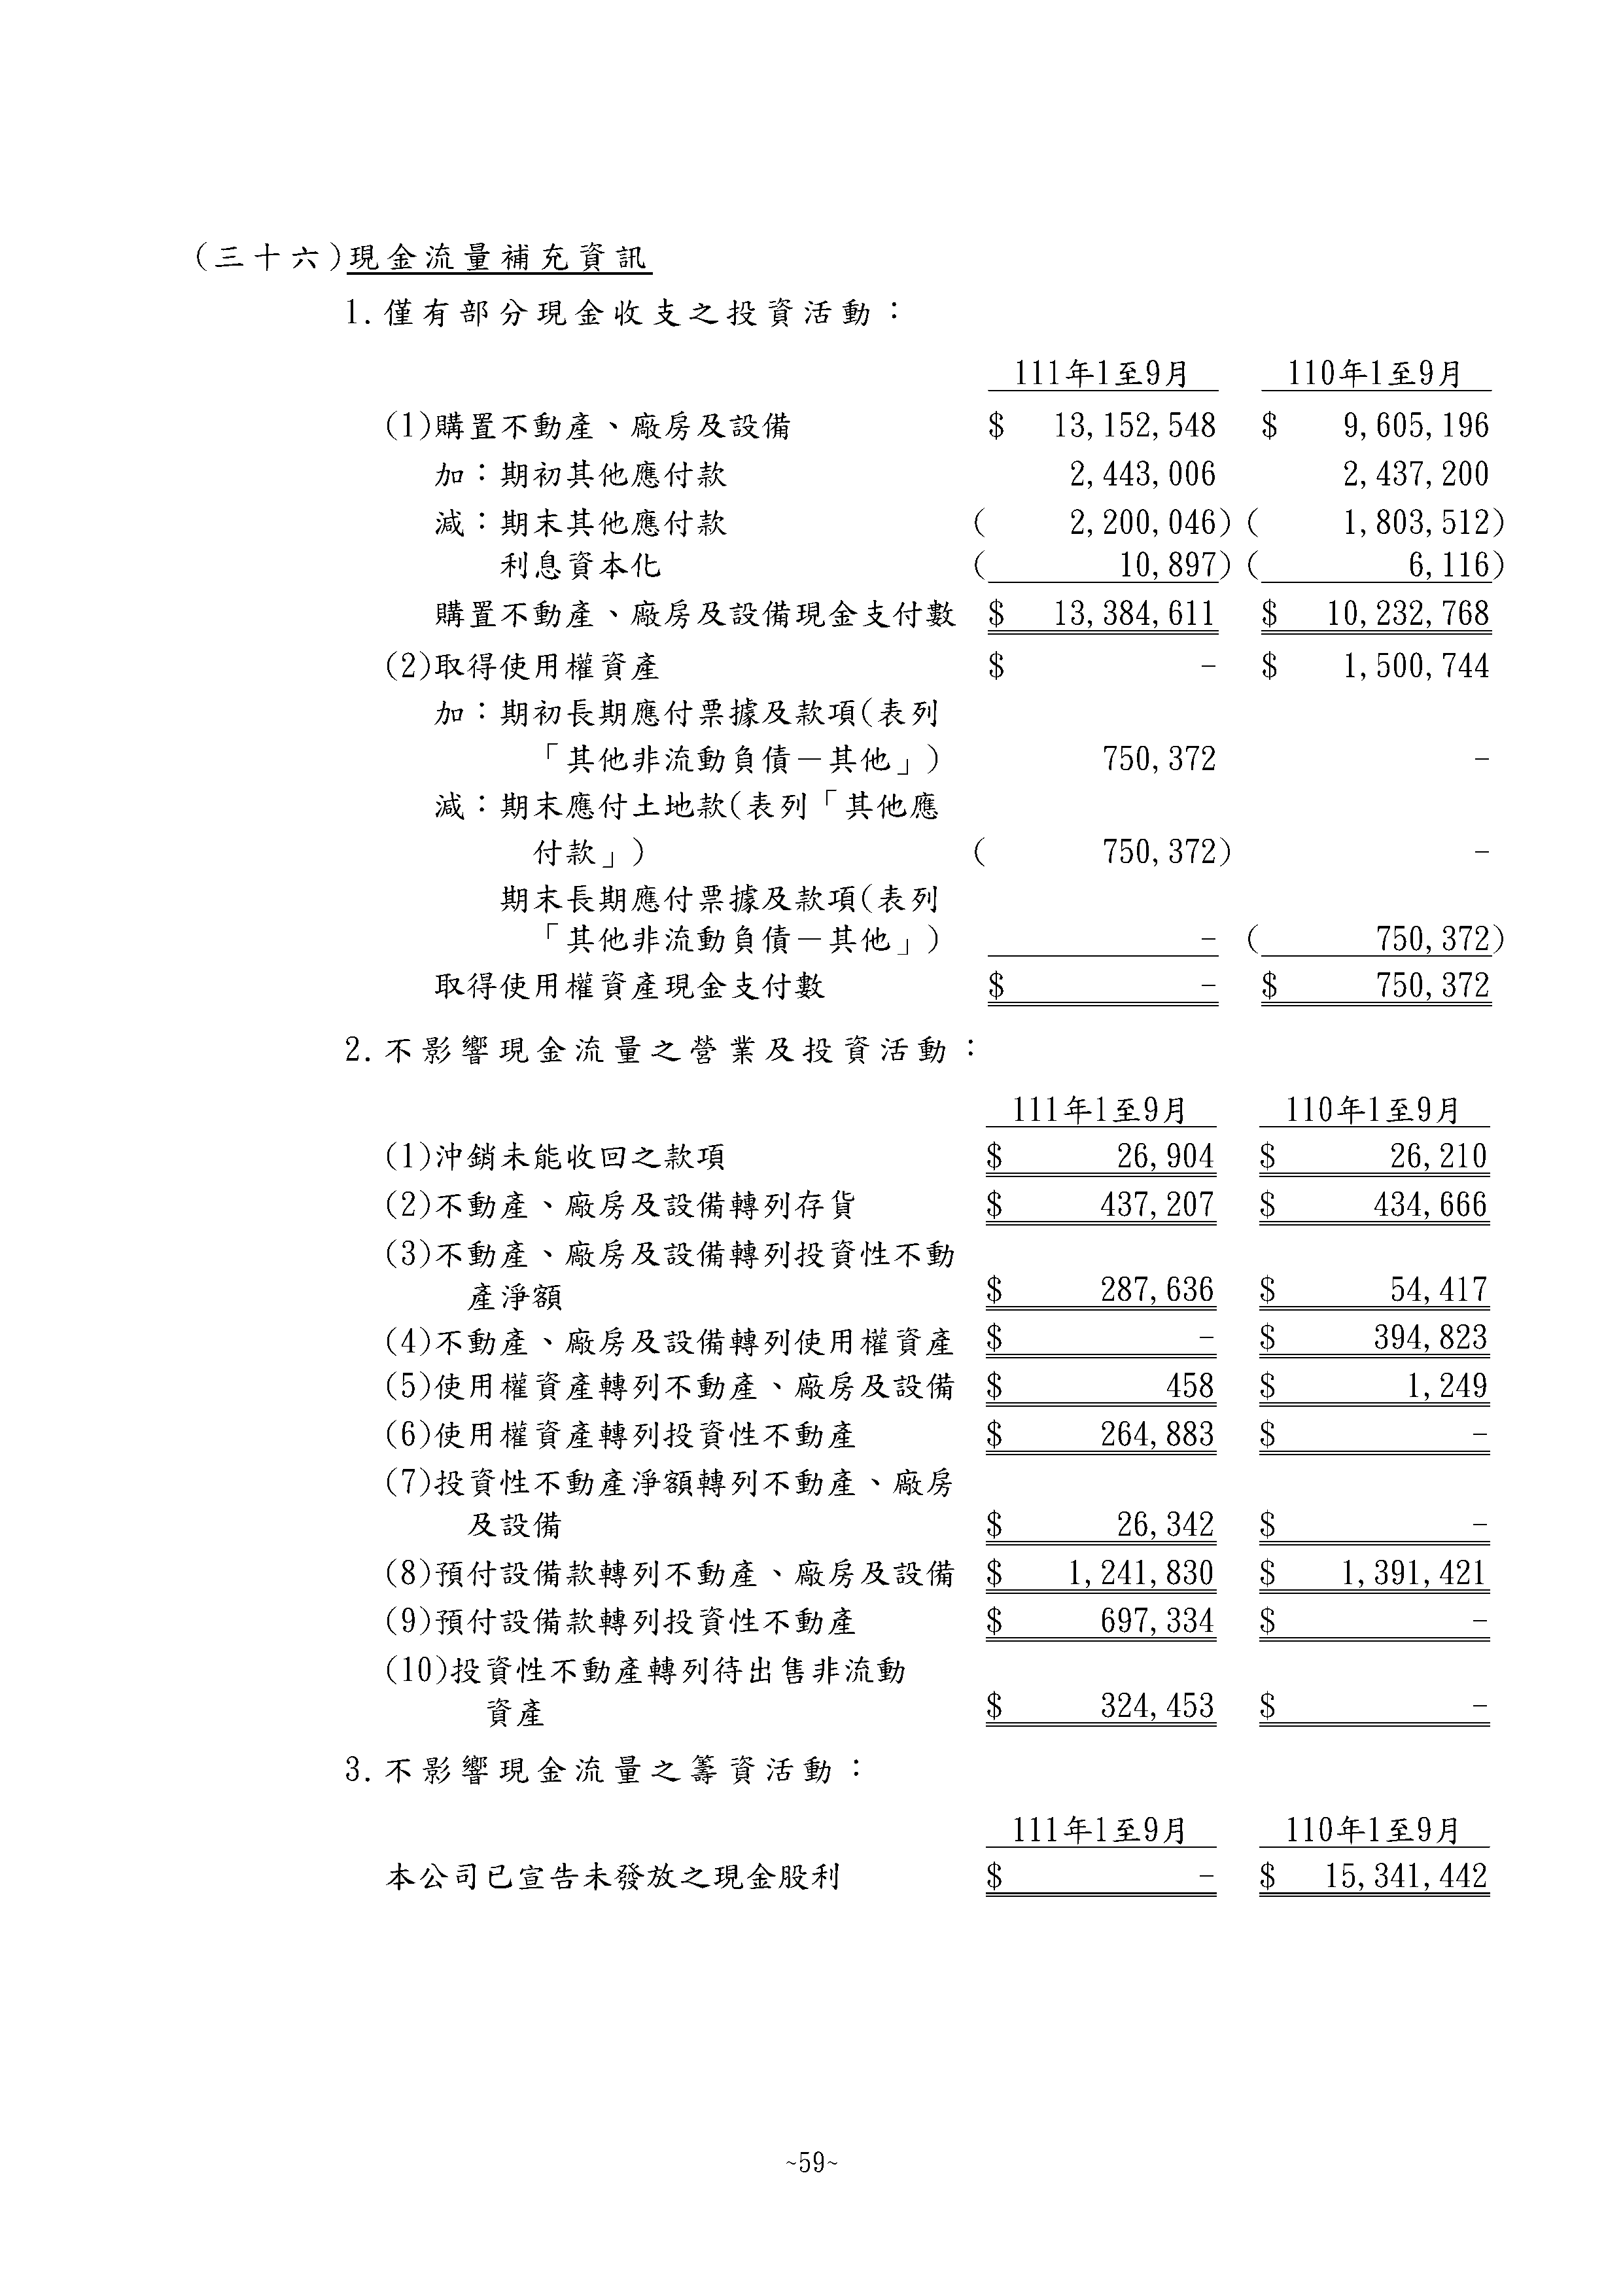 (三十六)現金流量補充資訊
1.僅有部分現金收支之投資活動：
111年1至9月 110年1至9月
(1)購置不動產、廠房及設備 $ 13,152,548 $ 9,605,196
加：期初其他應付款 2,443,006 2,437,200
減：期末其他應付款 ( 2,200,046) ( 1,803,512)
利息資本化 ( 10,897) ( 6,116)
購置不動產、廠房及設備現金支付數 $ 13,384,611 $ 10,232,768
(2)取得使用權資產 $ - $ 1,500,744
加：期初長期應付票據及款項(表列
「其他非流動負債－其他」) 750,372 -
減：期末應付土地款(表列「其他應
付款」) ( 750,372) -
期末長期應付票據及款項(表列
「其他非流動負債－其他」) - ( 750,372)
取得使用權資產現金支付數 $ - $ 750,372
2.不影響現金流量之營業及投資活動：
111年1至9月 110年1至9月
(1)沖銷未能收回之款項 $ 26,904 $ 26,210
(2)不動產、廠房及設備轉列存貨 $ 437,207 $ 434,666
(3)不動產、廠房及設備轉列投資性不動
產淨額 $ 287,636 $ 54,417
(4)不動產、廠房及設備轉列使用權資產 $ - $ 394,823
(5)使用權資產轉列不動產、廠房及設備 $ 458 $ 1,249
(6)使用權資產轉列投資性不動產 $ 264,883 $ -
(7)投資性不動產淨額轉列不動產、廠房
及設備 $ 26,342 $ -
(8)預付設備款轉列不動產、廠房及設備 $ 1,241,830 $ 1,391,421
(9)預付設備款轉列投資性不動產 $ 697,334 $ -
(10)投資性不動產轉列待出售非流動
資產 $ 324,453 $ -
3.不影響現金流量之籌資活動：
111年1至9月 110年1至9月
本公司已宣告未發放之現金股利 $ - $ 15,341,442
~59~